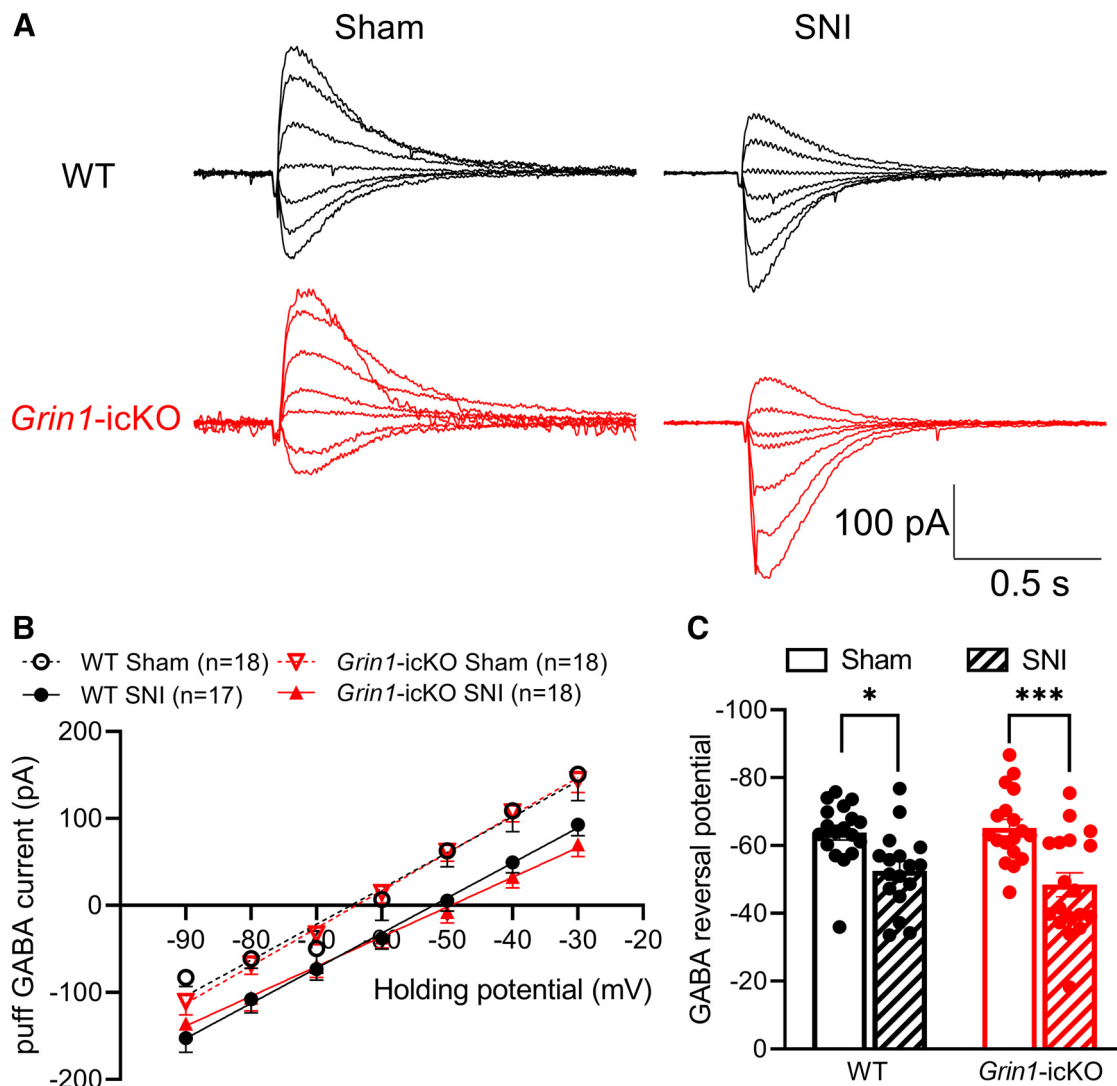 A
Sham
SNI
WT
Grin1-icKO
100 pA
0.5 s
B
WT Sham (n=18)
Grin1-icKO Sham (n=18)
WT SNI (n=17)
Grin1-icKO SNI (n=18)
200
100
0
-100
-200
-90
-80
-70
-60
-50
-40
-30
Holding potential (mV)
puff GABA current (pA)
C
Sham
SNI
*
***
-100
-80
-60
-40
-20
0
GABA reversal potential
WT
Grin1-icKO